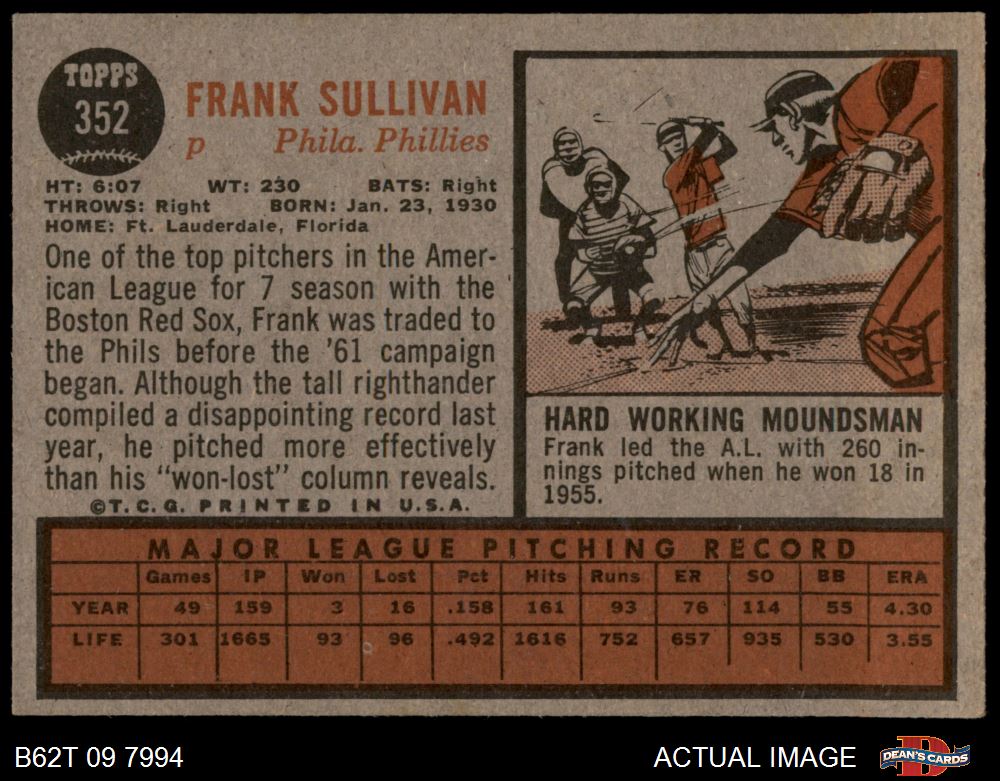 TOPPS
352
FRANK SULLIVAN
p Phila. Phillies
HT: 6:07 WT: 230 BATS: Right
THROWS: Right BORN: Jan. 23, 1930
HOME: Ft. Lauderdale, Florida
One of the top pitchers in the Amer-
ican League for 7 season with the
Boston Red Sox, Frank was traded to
the Phils before the '61 campaign
began. Although the tall righthander
compiled a disappointing record last
year, he pitched more effectively
than his "won-lost" column reveals.
©T.C.G. PRINTED IN U.S.A.
HARD WORKING MOUNDSMAN
Frank led the A.L. with 260 in-
nings pitched when he won 18 in
1955.
MAJOR LEAGUE PITCHING RECORD
Games IP Won Lost Pct Hits Runs ER SO BB ERA
YEAR 49 159 3 16 .158 161 93 76 114 55 4.30
LIFE 301 1665 93 96 .492 1616 752 657 935 530 3.55
B62T 09 7994 ACTUAL IMAGE DEAN'S CARDS